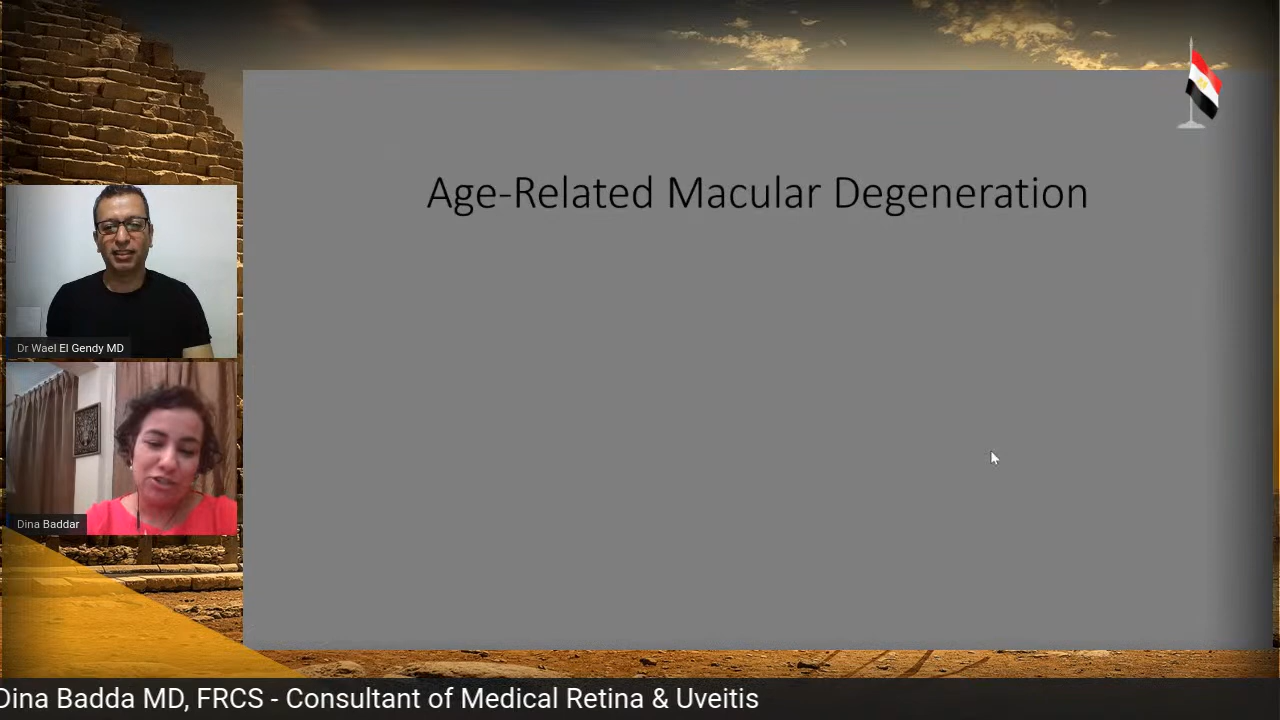 Age-Related Macular Degeneration
Dr Wael El Gendy MD
Dina Baddar
Dina Badda MD, FRCS - Consultant of Medical Retina & Uveitis